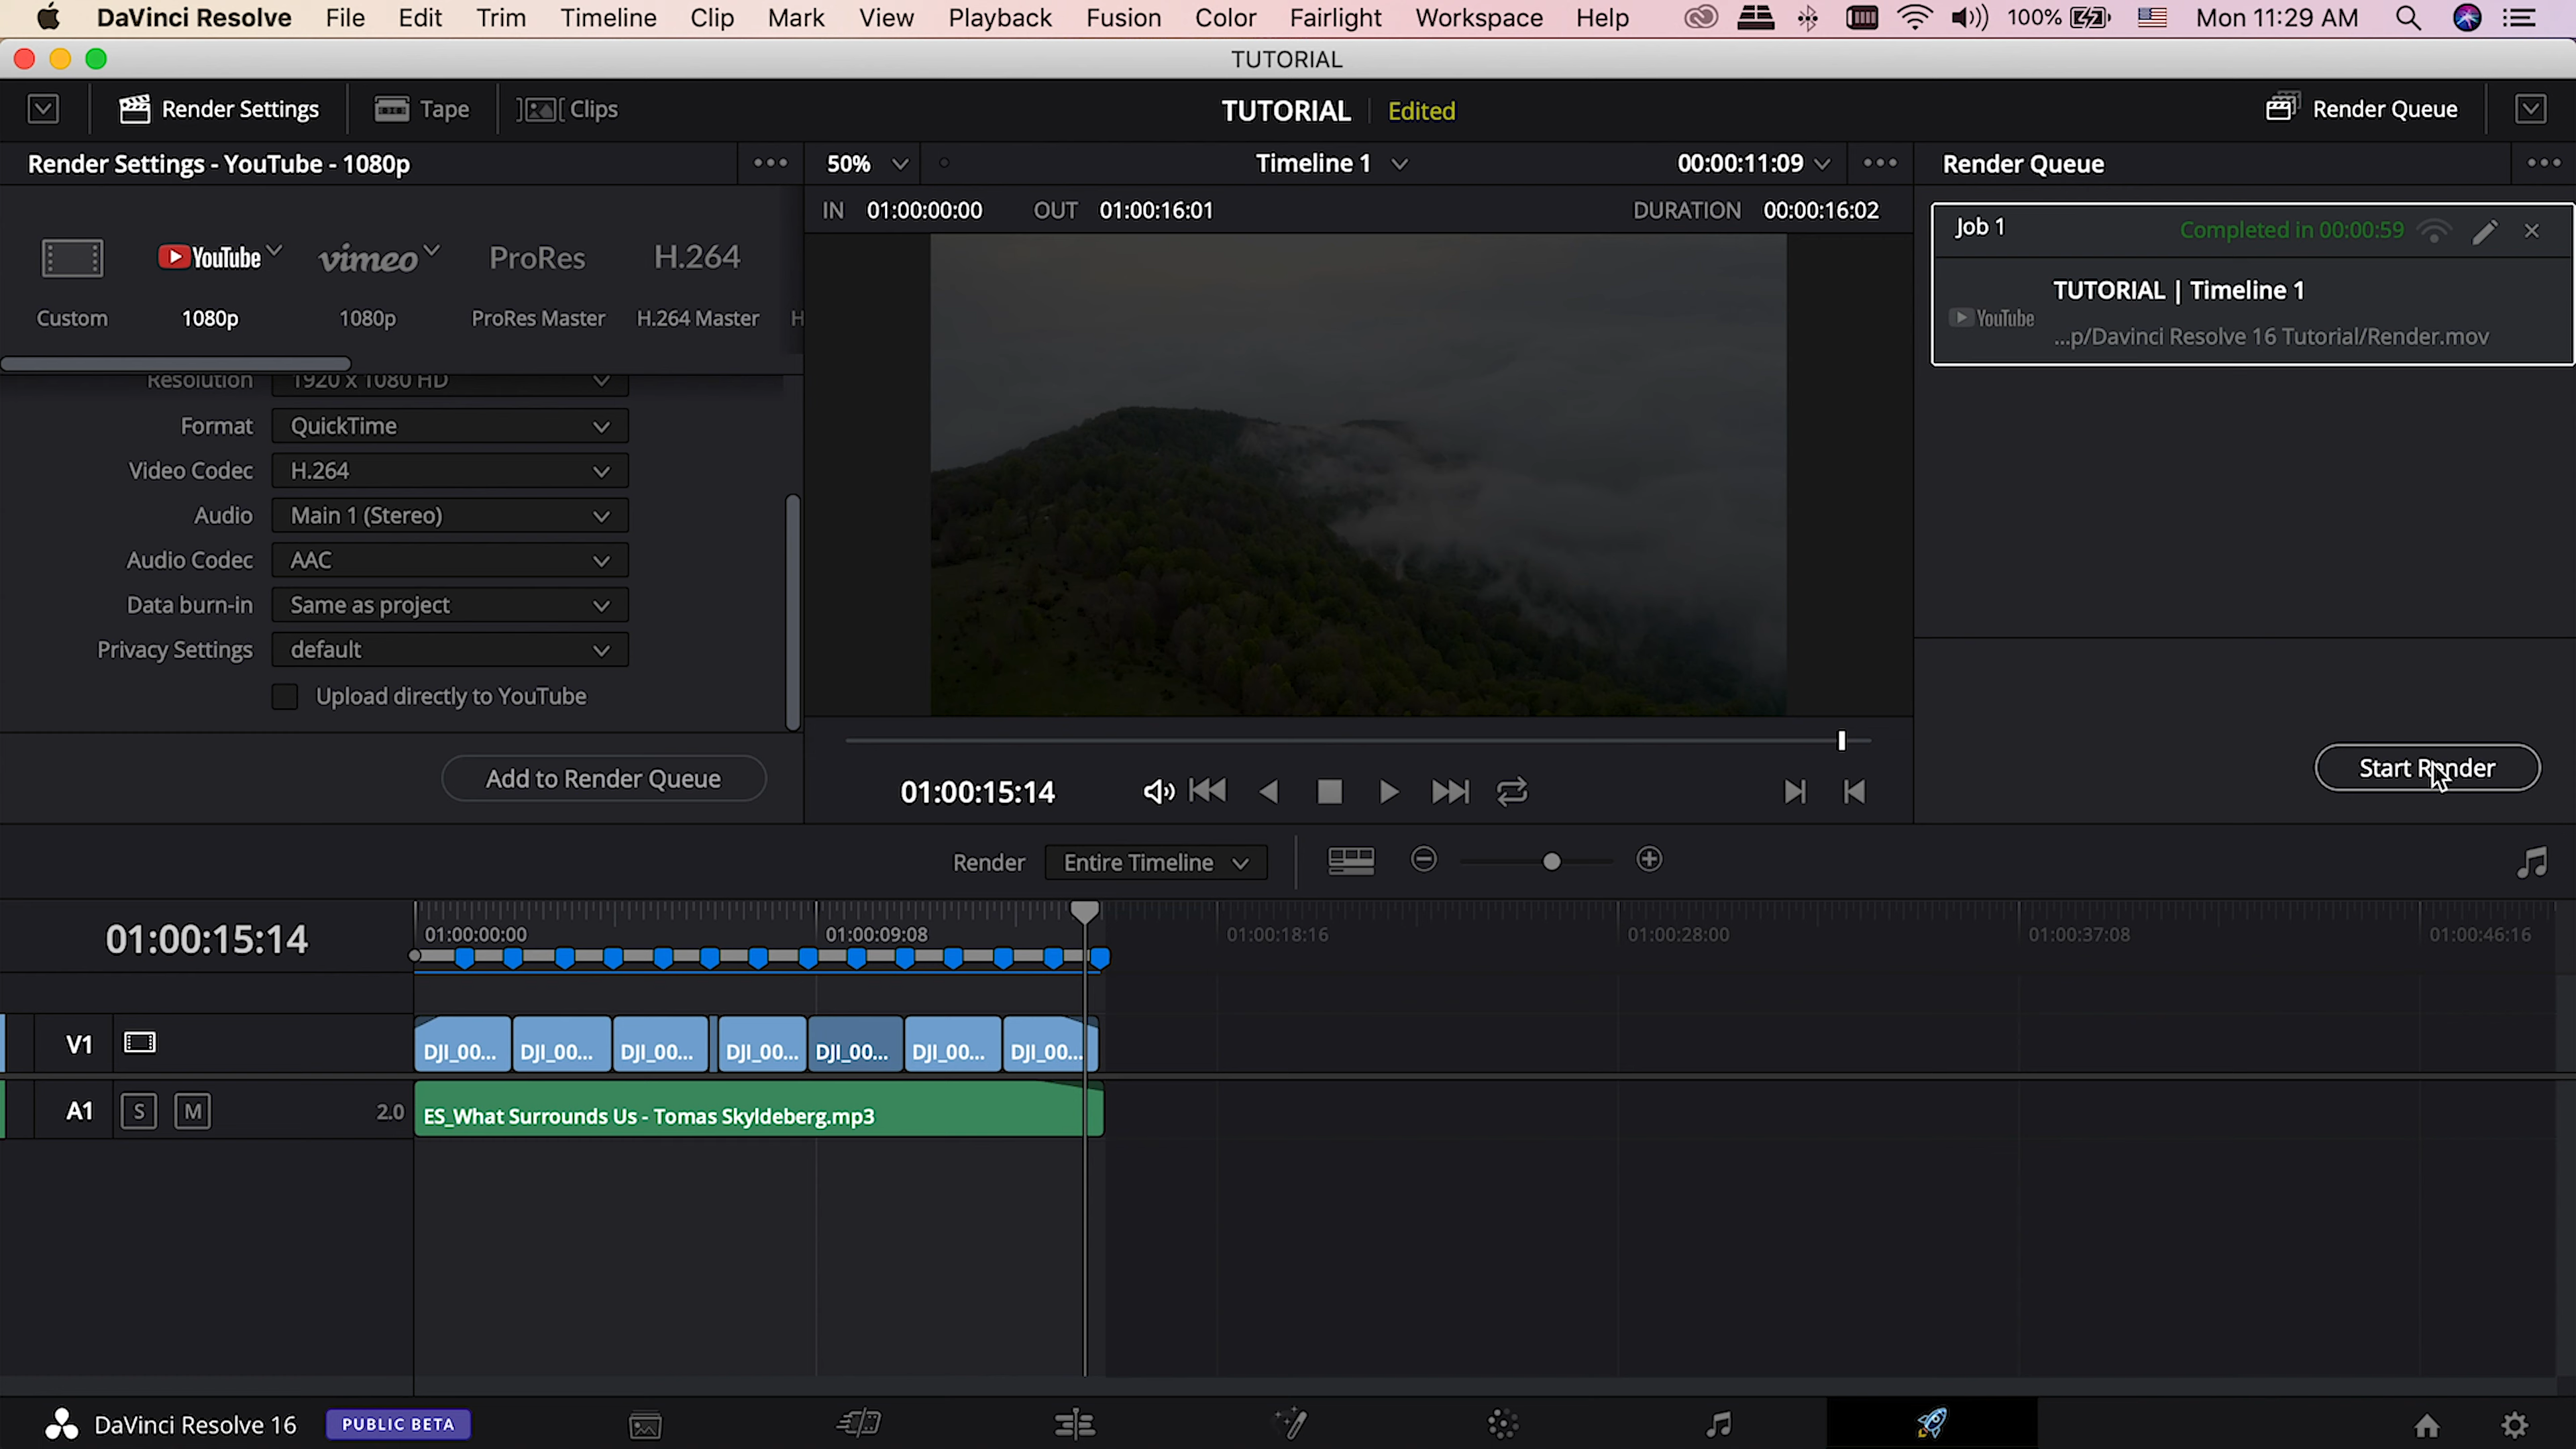 DaVinci Resolve File Edit Trim Timeline Clip Mark View Playback Fusion Color Fairlight Workspace Help 100% Mon 11:29 AM
TUTORIAL
Render Settings Tape Clips TUTORIAL Edited Render Queue
Render Settings - YouTube - 1080p 50% Timeline 1 00:00:11:09 Render Queue
IN 01:00:00:00 OUT 01:00:16:01 DURATION 00:00:16:02
Job 1 Completed in 00:00:59
YouTube vimeo ProRes H.264
TUTORIAL | Timeline 1
Custom 1080p 1080p ProRes Master H.264 Master H
YouTube
...p/Davinci Resolve 16 Tutorial/Render.mov
Resolution 1920 x 1080 HD
Format QuickTime
Video Codec H.264
Audio Main 1 (Stereo)
Audio Codec AAC
Data burn-in Same as project
Privacy Settings default
Upload directly to YouTube
Add to Render Queue
01:00:15:14
Start Render
Render Entire Timeline
01:00:15:14
01:00:00:00 01:00:09:08 01:00:18:16 01:00:28:00 01:00:37:08 01:00:46:16
V1 DJI_00... DJI_00... DJI_00... DJI_00... DJI_00... DJI_00... DJI_00...
A1 S M 2.0 ES_What Surrounds Us - Tomas Skyldeberg.mp3
DaVinci Resolve 16 PUBLIC BETA